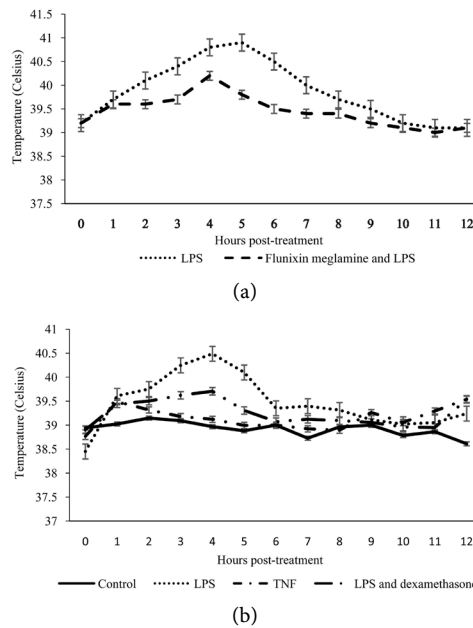 41.5
41
40.5
40
39.5
39
38.5
38
37.5
Temperature (Celsius)
0 1 2 3 4 5 6 7 8 9 10 11 12
Hours post-treatment
LPS Flunixin meglamine and LPS
(a)
41
40.5
40
39.5
39
38.5
38
37.5
37
Temperature (Celsius)
0 1 2 3 4 5 6 7 8 9 10 11 12
Hours post-treatment
Control LPS TNF LPS and dexamethasone
(b)